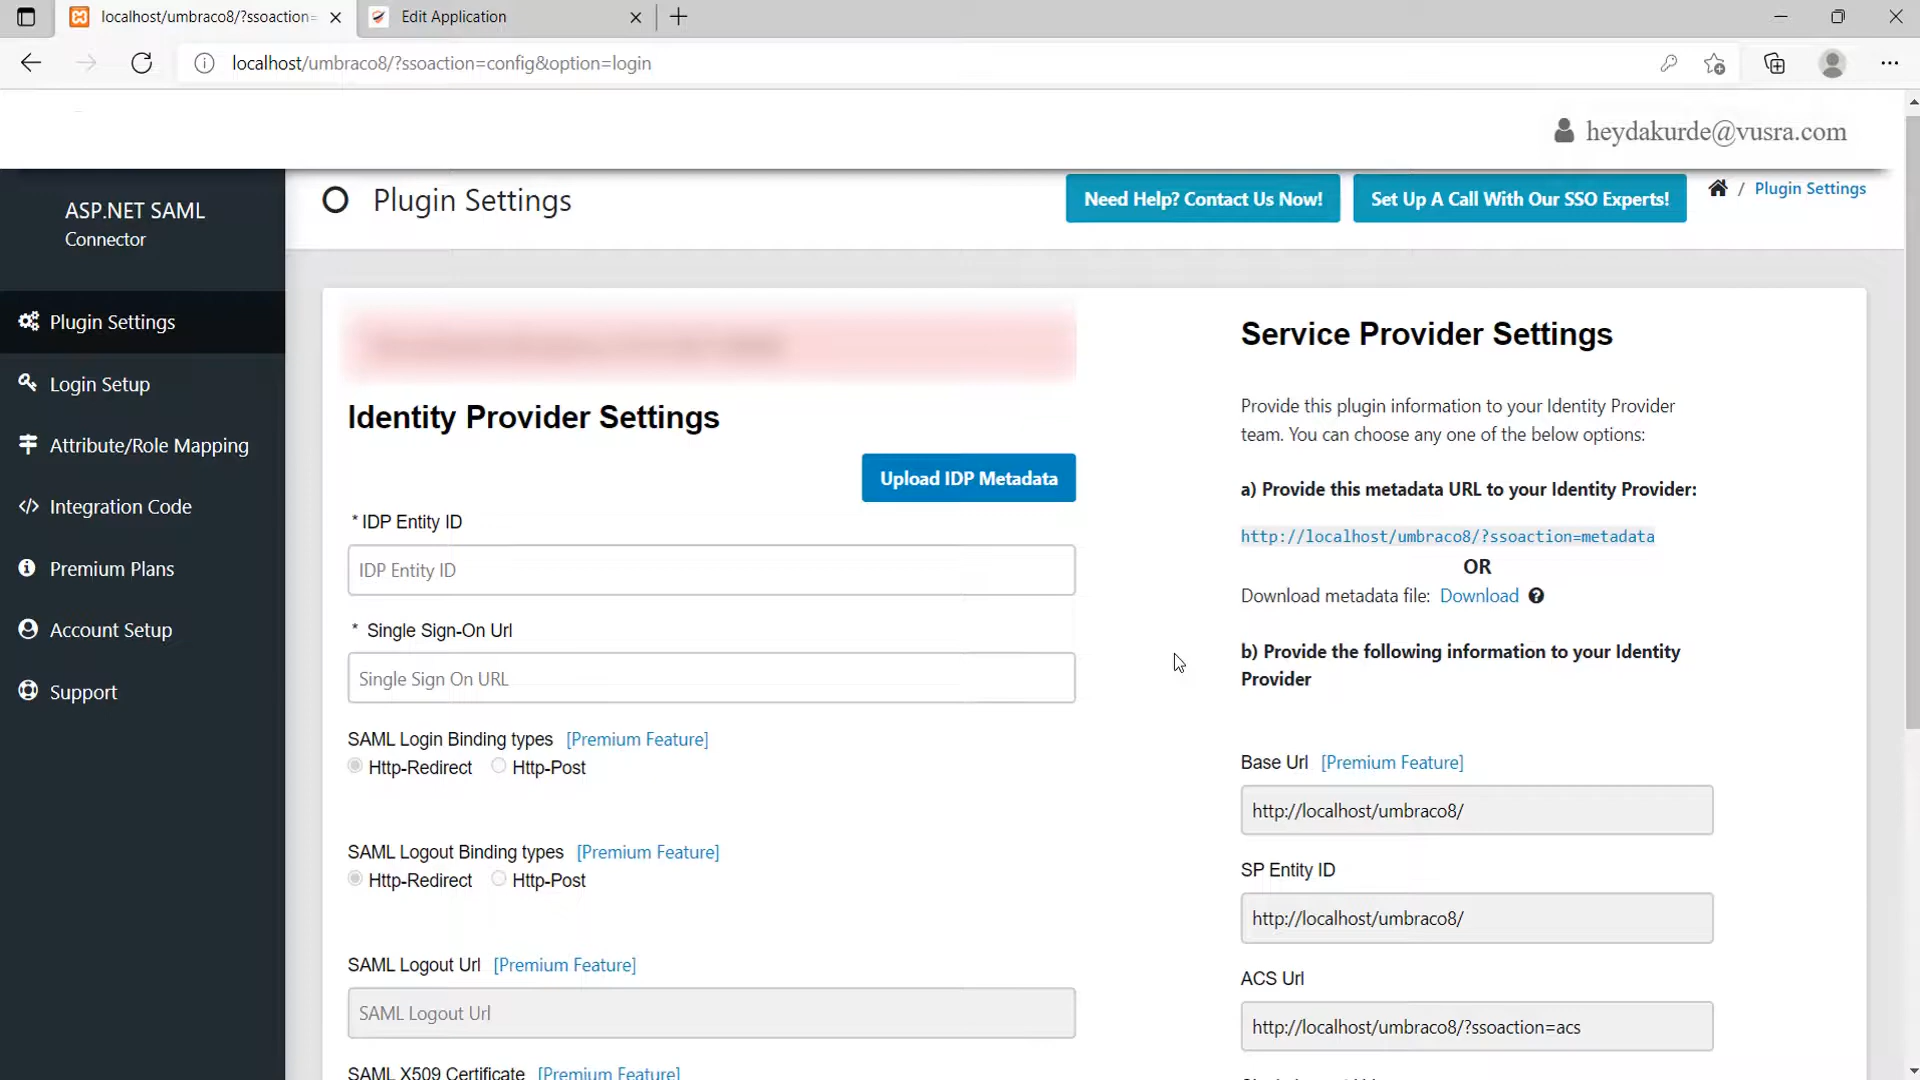 localhost/umbraco8/?ssoaction=
Edit Application
localhost/umbraco8/?ssoaction=config&option=login
heydakurde@vusra.com
ASP.NET SAML
Connector
Plugin Settings
Login Setup
Attribute/Role Mapping
Integration Code
Premium Plans
Account Setup
Support
Plugin Settings
Need Help? Contact Us Now!
Set Up A Call With Our SSO Experts!
/ Plugin Settings
Identity Provider Settings
Upload IDP Metadata
* IDP Entity ID
IDP Entity ID
* Single Sign-On Url
Single Sign On URL
SAML Login Binding types [Premium Feature]
Http-Redirect Http-Post
SAML Logout Binding types [Premium Feature]
Http-Redirect Http-Post
SAML Logout Url [Premium Feature]
SAML Logout Url
SAML X509 Certificate [Premium Feature]
Service Provider Settings
Provide this plugin information to your Identity Provider
team. You can choose any one of the below options:
a) Provide this metadata URL to your Identity Provider:
http://localhost/umbraco8/?ssoaction=metadata
OR
Download metadata file: Download
b) Provide the following information to your Identity
Provider
Base Url [Premium Feature]
http://localhost/umbraco8/
SP Entity ID
http://localhost/umbraco8/
ACS Url
http://localhost/umbraco8/?ssoaction=acs